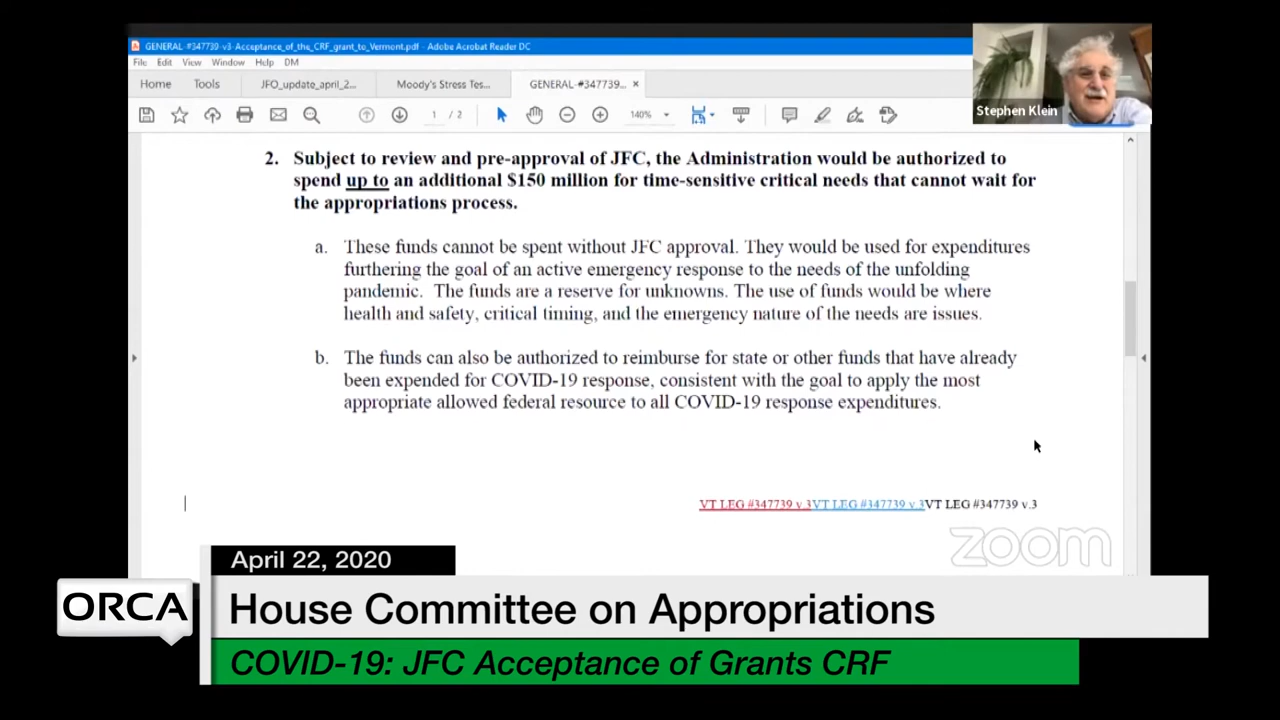 GENERAL-#347739-v3-Acceptance_of_the_CRF_grant_to_Vermont.pdf - Adobe Acrobat Reader DC
File Edit View Window Help DM
Home Tools JFO_update_april_2... Moody's Stress Tes... GENERAL-#347739... ×
1 / 2 140%
Stephen Klein
2. Subject to review and pre-approval of JFC, the Administration would be authorized to
spend up to an additional $150 million for time-sensitive critical needs that cannot wait for
the appropriations process.
a. These funds cannot be spent without JFC approval. They would be used for expenditures
furthering the goal of an active emergency response to the needs of the unfolding
pandemic. The funds are a reserve for unknowns. The use of funds would be where
health and safety, critical timing, and the emergency nature of the needs are issues.
b. The funds can also be authorized to reimburse for state or other funds that have already
been expended for COVID-19 response, consistent with the goal to apply the most
appropriate allowed federal resource to all COVID-19 response expenditures.
VT LEG #347739 v.3VT LEG #347739 v.3VT LEG #347739 v.3
zoom
April 22, 2020
ORCA
House Committee on Appropriations
COVID-19: JFC Acceptance of Grants CRF